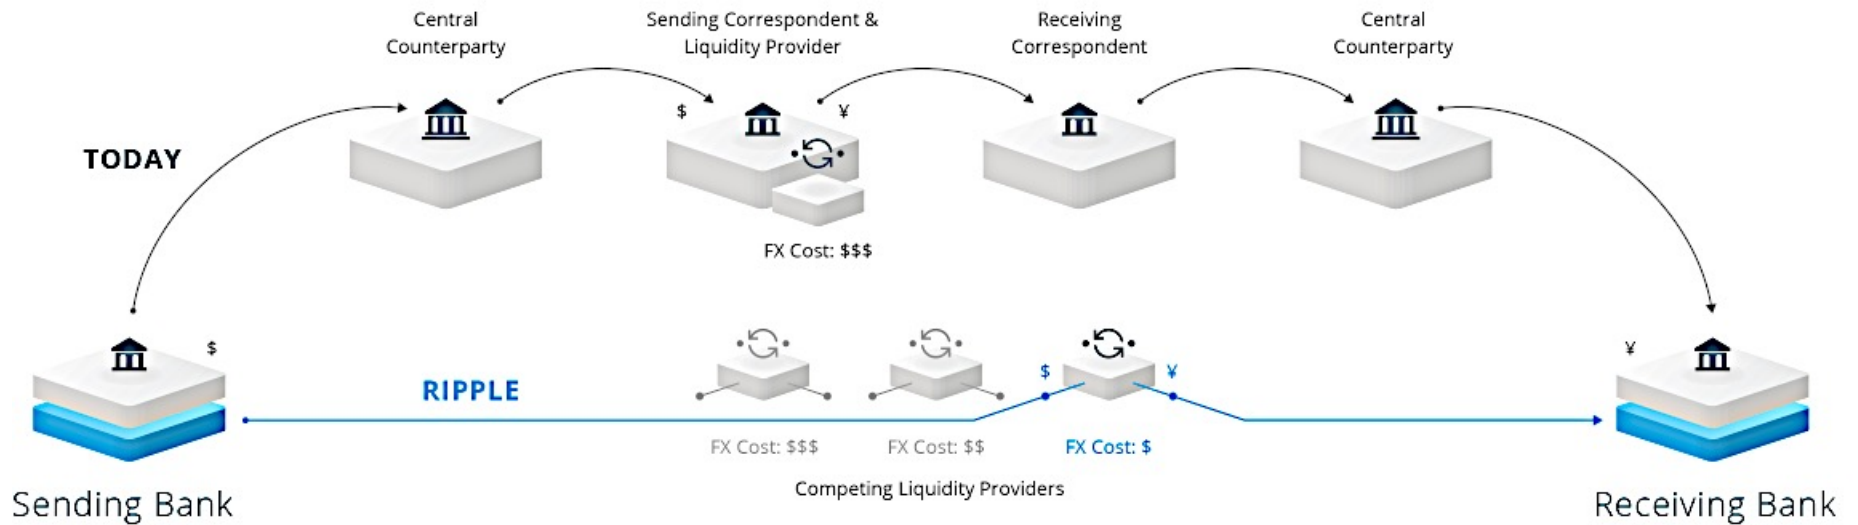 Central
Counterparty
Sending Correspondent &
Liquidity Provider
Receiving
Correspondent
Central
Counterparty
$
¥
TODAY
FX Cost: $$$
$
¥
RIPPLE
$
¥
FX Cost: $$$
FX Cost: $$
FX Cost: $
Competing Liquidity Providers
Sending Bank
Receiving Bank